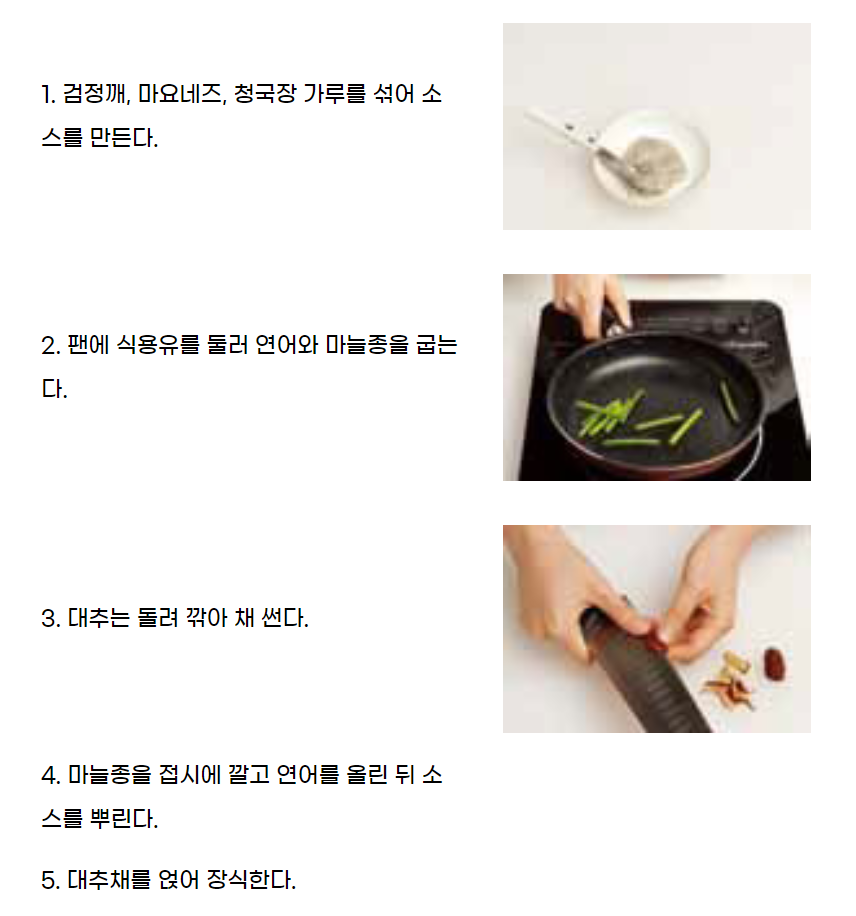 1. 검정깨, 마요네즈, 청국장 가루를 섞어 소
스를 만든다.
2. 팬에 식용유를 둘러 연어와 마늘종을 굽는
다.
3. 대추는 돌려 깎아 채 썬다.
4. 마늘종을 접시에 깔고 연어를 올린 뒤 소
스를 뿌린다.
5. 대추채를 얹어 장식한다.